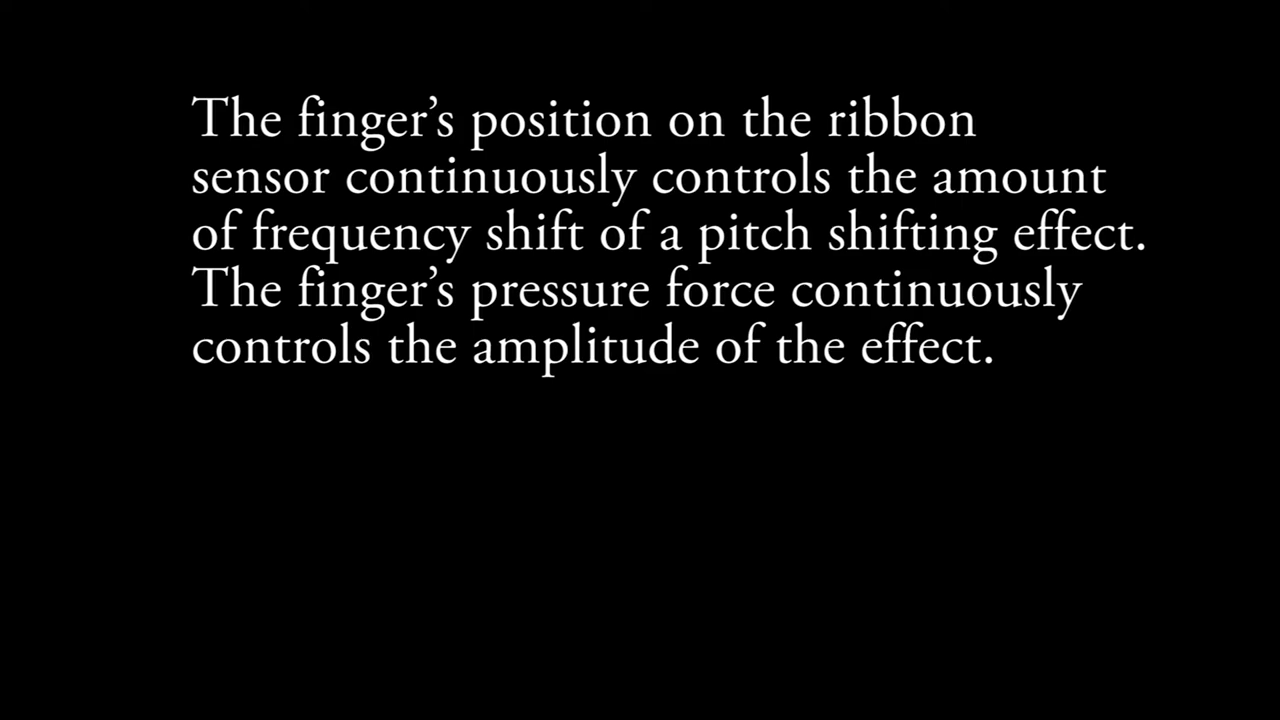 The finger’s position on the ribbon
sensor continuously controls the amount
of frequency shift of a pitch shifting effect.
The finger’s pressure force continuously
controls the amplitude of the effect.